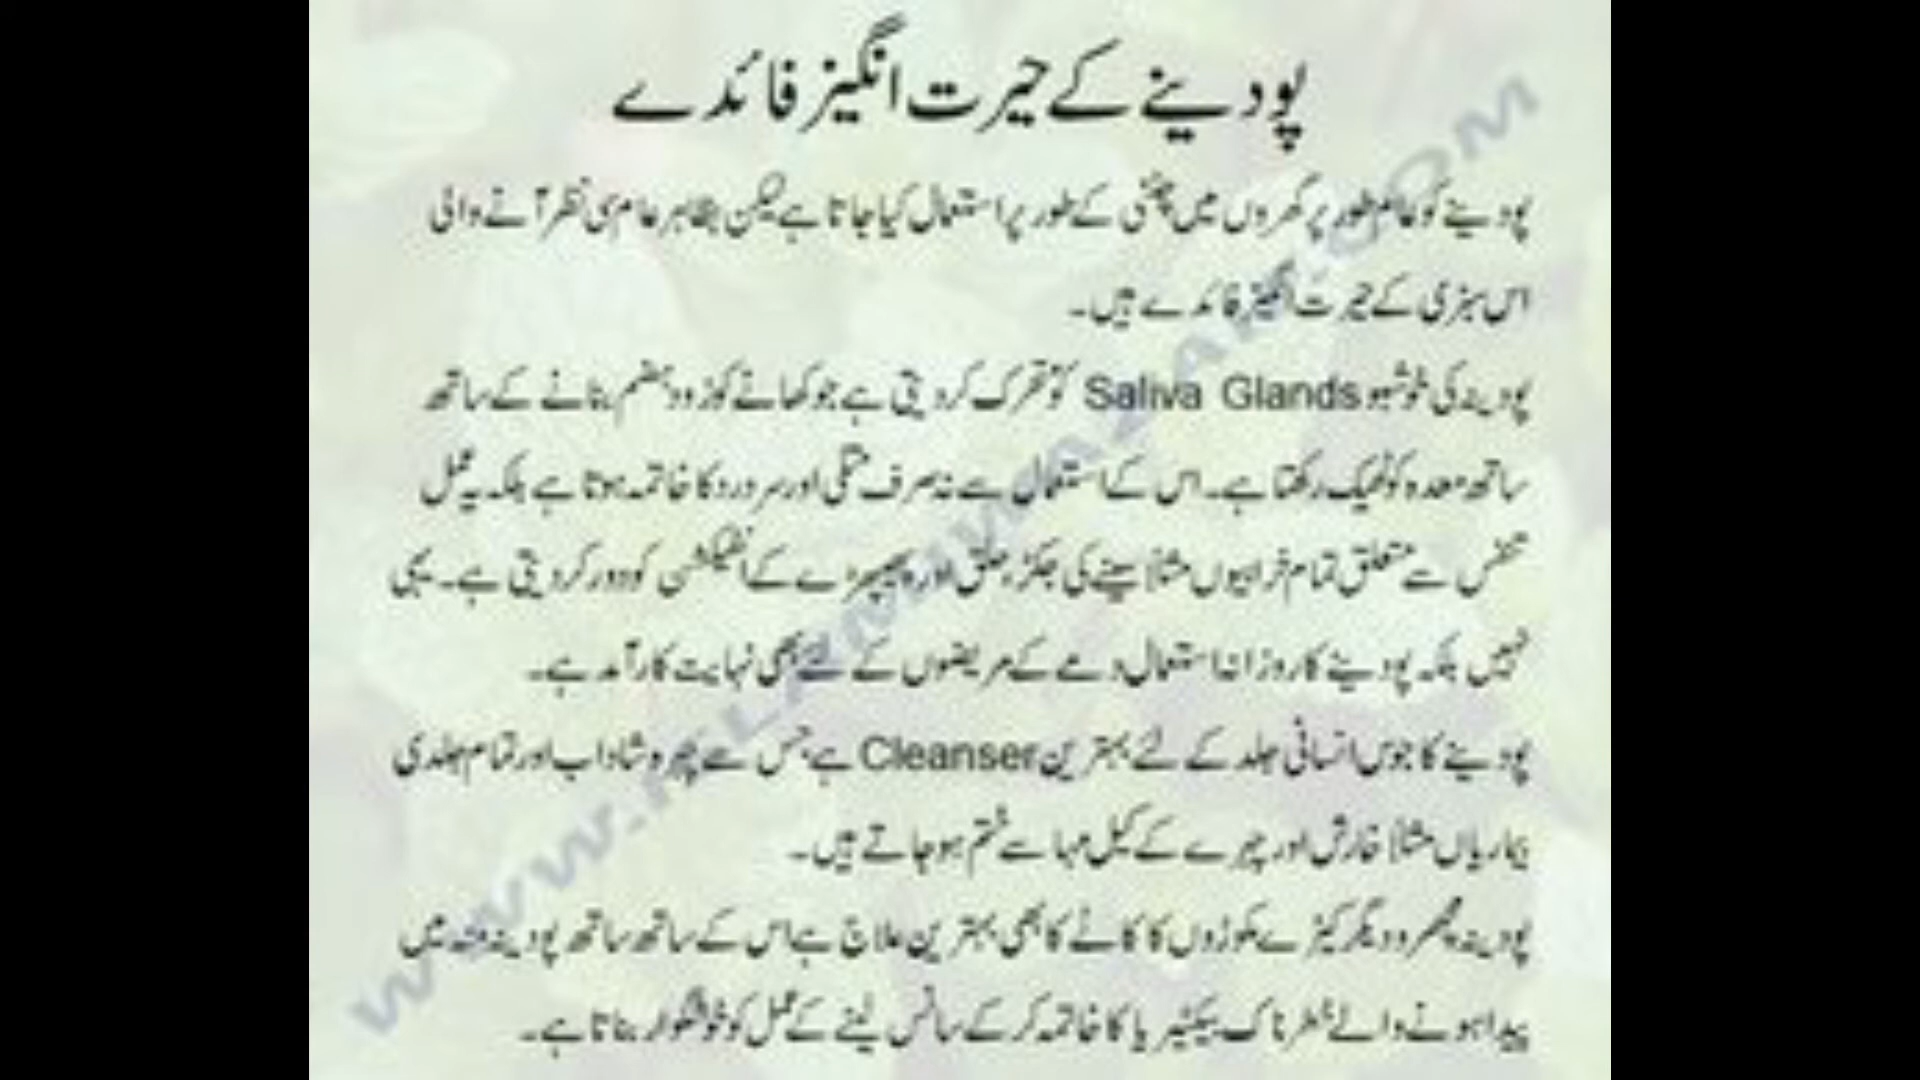 پودینے کے حیرت انگیز فائدے
پودینے کو عام طور پر گھروں میں چٹنی کے طور پر استعمال کیا جاتا ہے لیکن بظاہر عام سی نظر آنے والی
اس سبزی کے حیرت انگیز فائدے ہیں۔
پودینہ کی خوشبو Saliva Glands کو تحرک کر دیتی ہے جو کھانے کو زود ہضم بنانے کے ساتھ
ساتھ معدہ کو ٹھیک رکھتا ہے۔ اس کے استعمال سے نہ صرف متلی اور سر درد کا خاتمہ ہوتا ہے بلکہ یہ عمل
تنفس سے متعلق تمام خرابیوں مثلاً سینے کی جکڑ، حلق اور پھیپھڑے کے انفیکشن کو دور کر دیتی ہے۔ یہی
نہیں بلکہ پودینے کا روزانہ استعمال دمے کے مریضوں کے لئے بھی نہایت کارآمد ہے۔
پودینے کا جوس انسانی جلد کے لئے بہترین Cleanser ہے جس سے چہرہ شاداب اور تمام جلدی
بیماریاں مثلاً خارش اور چہرے کے کیل مہاسے ختم ہو جاتے ہیں۔
پودینہ مچھر و دیگر کیڑے مکوڑوں کا کاٹے کا بھی بہترین علاج ہے اس کے ساتھ ساتھ پودینہ منہ میں
پیدا ہونے والے خطرناک بیکٹیریا کا خاتمہ کر کے سانس لینے کے عمل کو خوشگوار بناتا ہے۔